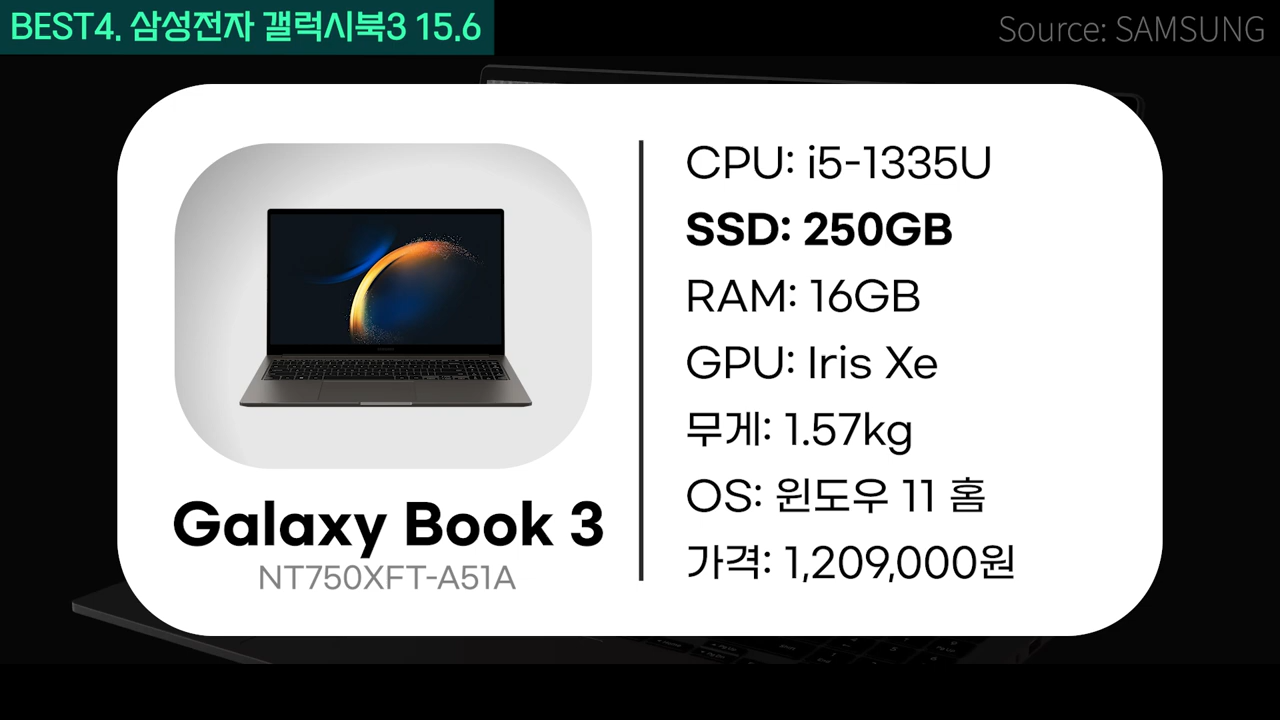 BEST4. 삼성전자 갤럭시북3 15.6
Source: SAMSUNG
CPU: i5-1335U
SSD: 250GB
RAM: 16GB
GPU: Iris Xe
무게: 1.57kg
OS: 윈도우 11 홈
가격: 1,209,000원
Galaxy Book 3
NT750XFT-A51A